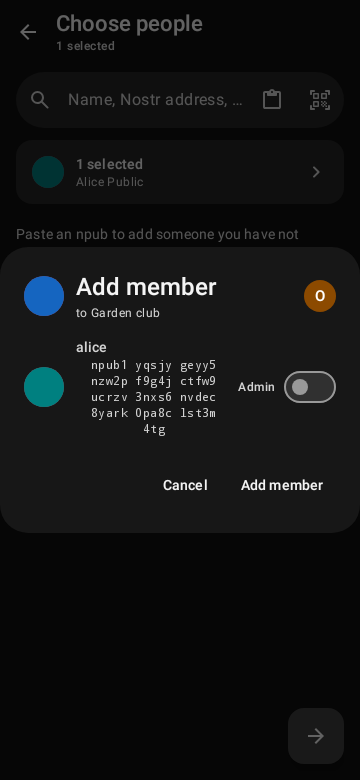 Choose people
1 selected
Name, Nostr address, …
1 selected
Alice Public
Paste an npub to add someone you have not
Add member
to Garden club
O
alice
npub1 yqsjy geyy5
nzw2p f9g4j ctfw9
ucrzv 3nxs6 nvdec
8yark 0pa8c lst3m
4tg
Admin
Cancel
Add member